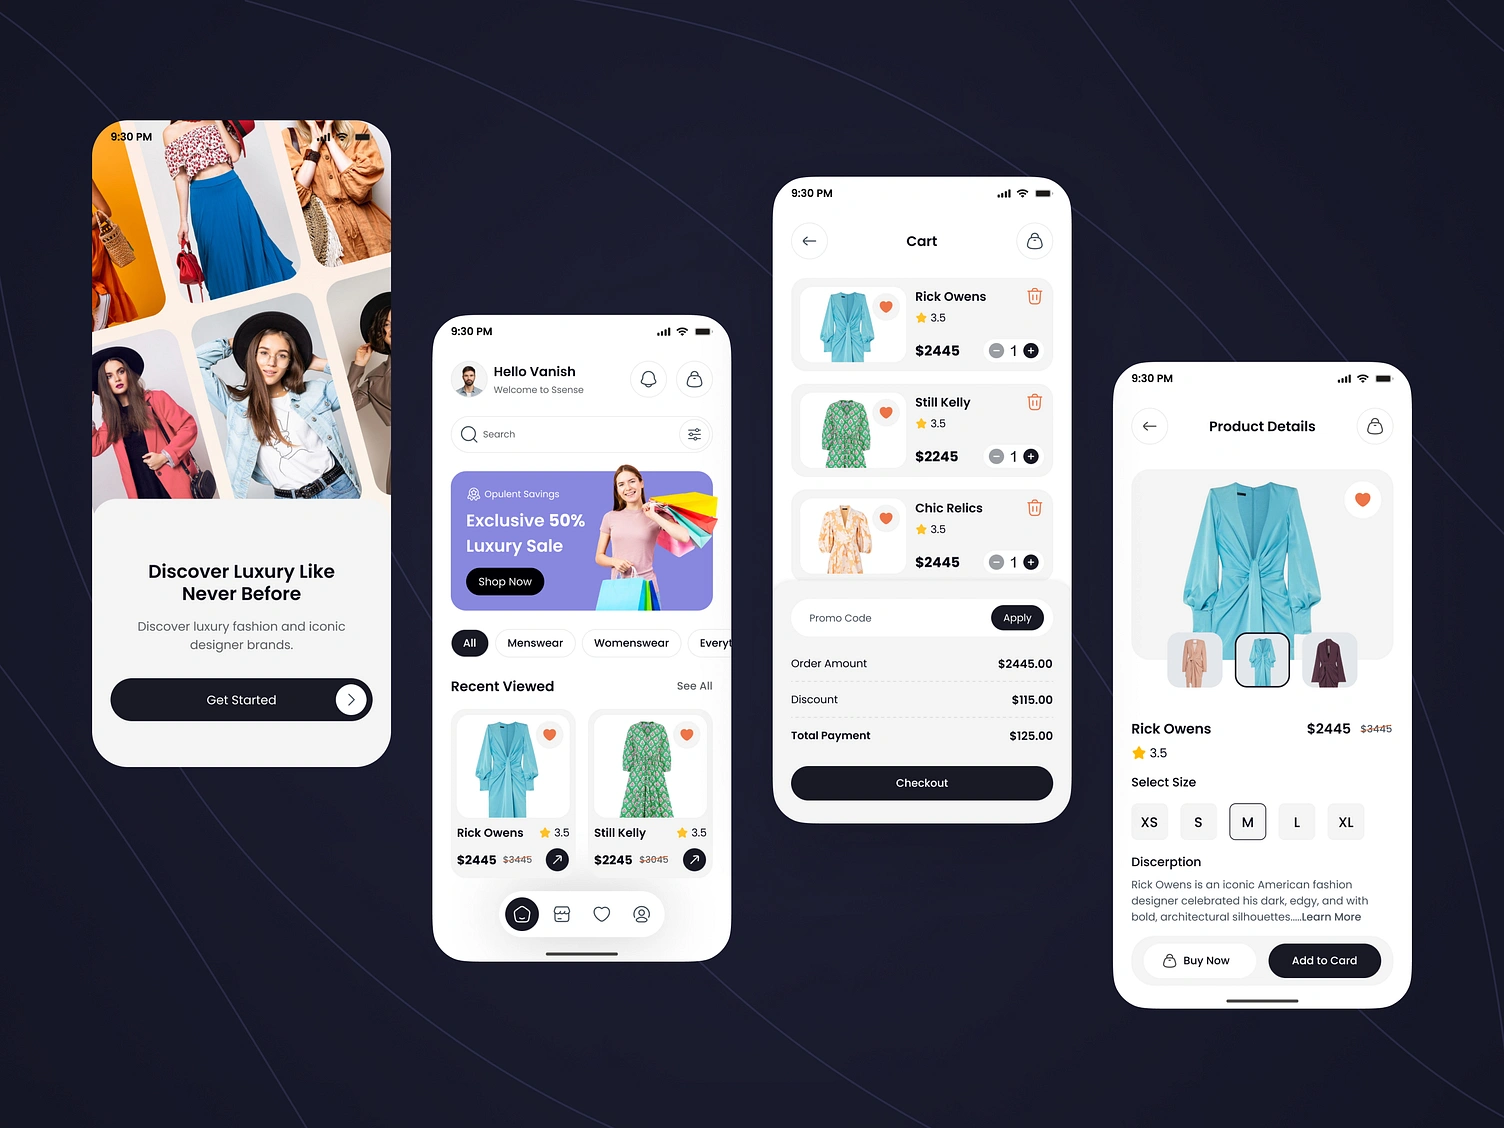 9:30 PM
Discover Luxury Like
Never Before
Discover luxury fashion and iconic
designer brands.
Get Started
9:30 PM
Hello Vanish
Welcome to Ssense
Search
Opulent Savings
Exclusive 50%
Luxury Sale
Shop Now
All
Menswear
Womenswear
Everyt
Recent Viewed
See All
Rick Owens
3.5
$2445
$3445
Still Kelly
3.5
$2245
$3045
9:30 PM
Cart
Rick Owens
3.5
$2445
1
Still Kelly
3.5
$2245
1
Chic Relics
3.5
$2445
1
Promo Code
Apply
Order Amount
$2445.00
Discount
$115.00
Total Payment
$125.00
Checkout
9:30 PM
Product Details
Rick Owens
$2445
$3445
3.5
Select Size
XS
S
M
L
XL
Discerption
Rick Owens is an iconic American fashion
designer celebrated his dark, edgy, and with
bold, architectural silhouettes.....Learn More
Buy Now
Add to Card